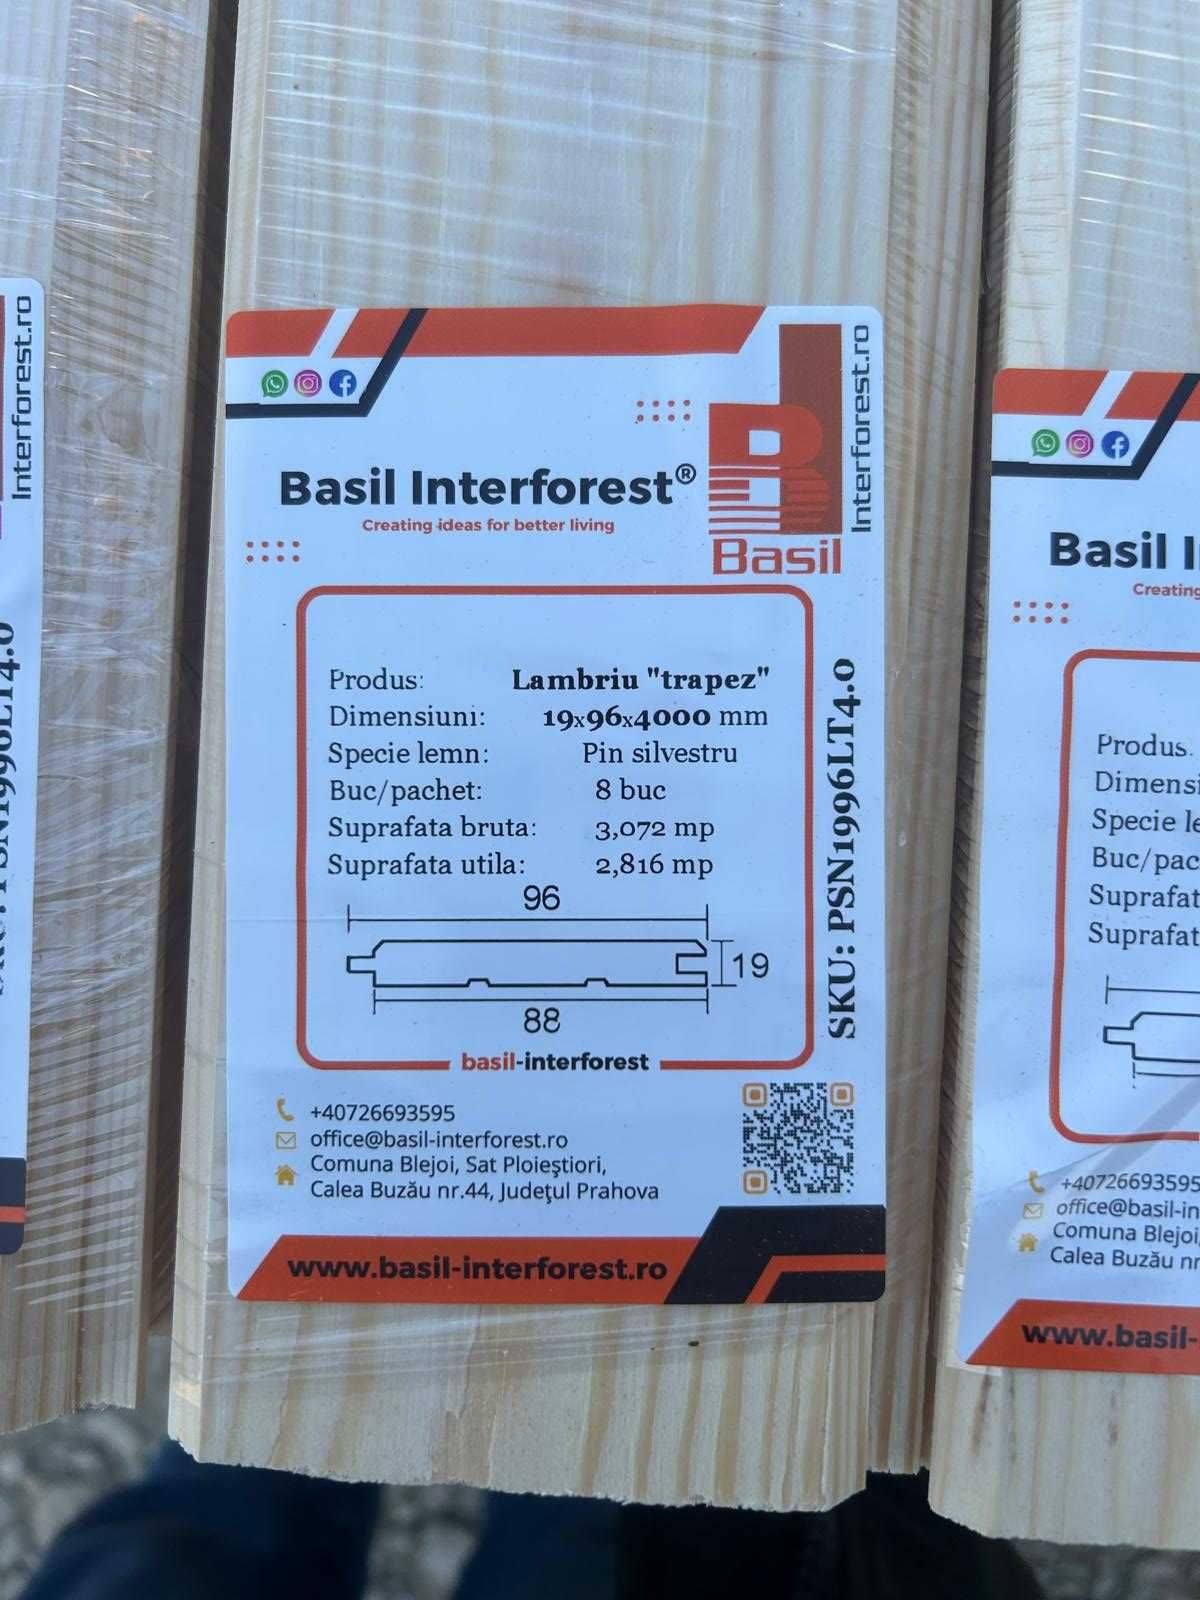 Interforest.ro
Basil Interforest®
Creating ideas for better living
Basil
Interforest.ro
Produs: Lambriu "trapez"
Dimensiuni: 19x96x4000 mm
Specie lemn: Pin silvestru
Buc/pachet: 8 buc
Suprafata bruta: 3,072 mp
Suprafata utila: 2,816 mp
96
19
88
SKU: PSN1996LT4.0
basil-interforest
+40726693595
office@basil-interforest.ro
Comuna Blejoi, Sat Ploieştiori,
Calea Buzău nr.44, Judeţul Prahova
www.basil-interforest.ro
Basil
Creating
Produs:
Specie
Suprafat
Suprafat
+40726693595
office@basil-in
Comuna Blejoi,
Calea Buzău nr
www.basil-